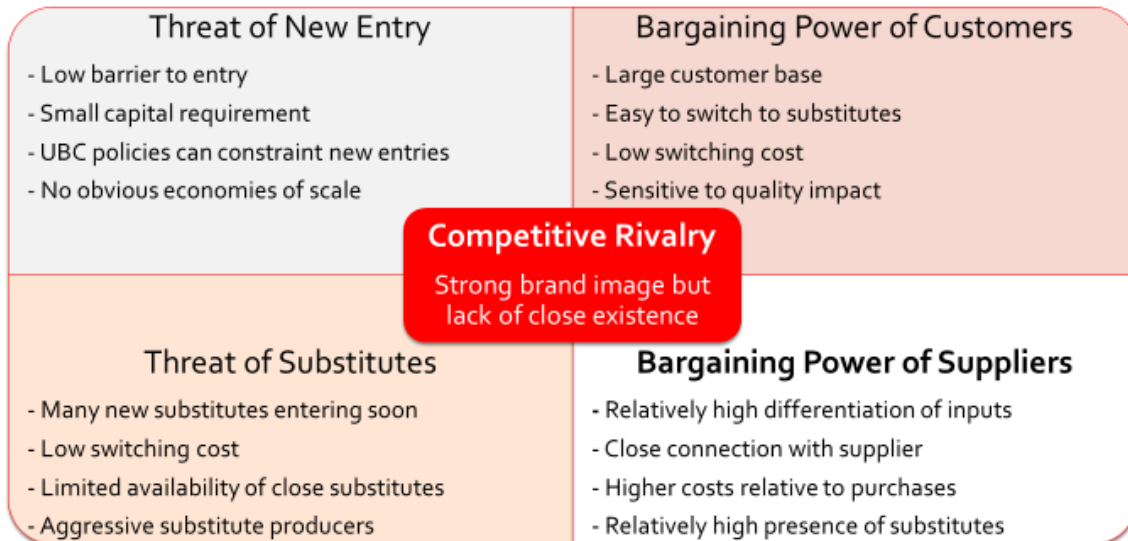 Threat of New Entry
- Low barrier to entry
- Small capital requirement
- UBC policies can constraint new entries
- No obvious economies of scale
Bargaining Power of Customers
- Large customer base
- Easy to switch to substitutes
- Low switching cost
- Sensitive to quality impact
Competitive Rivalry
Strong brand image but
lack of close existence
Threat of Substitutes
- Many new substitutes entering soon
- Low switching cost
- Limited availability of close substitutes
- Aggressive substitute producers
Bargaining Power of Suppliers
- Relatively high differentiation of inputs
- Close connection with supplier
- Higher costs relative to purchases
- Relatively high presence of substitutes